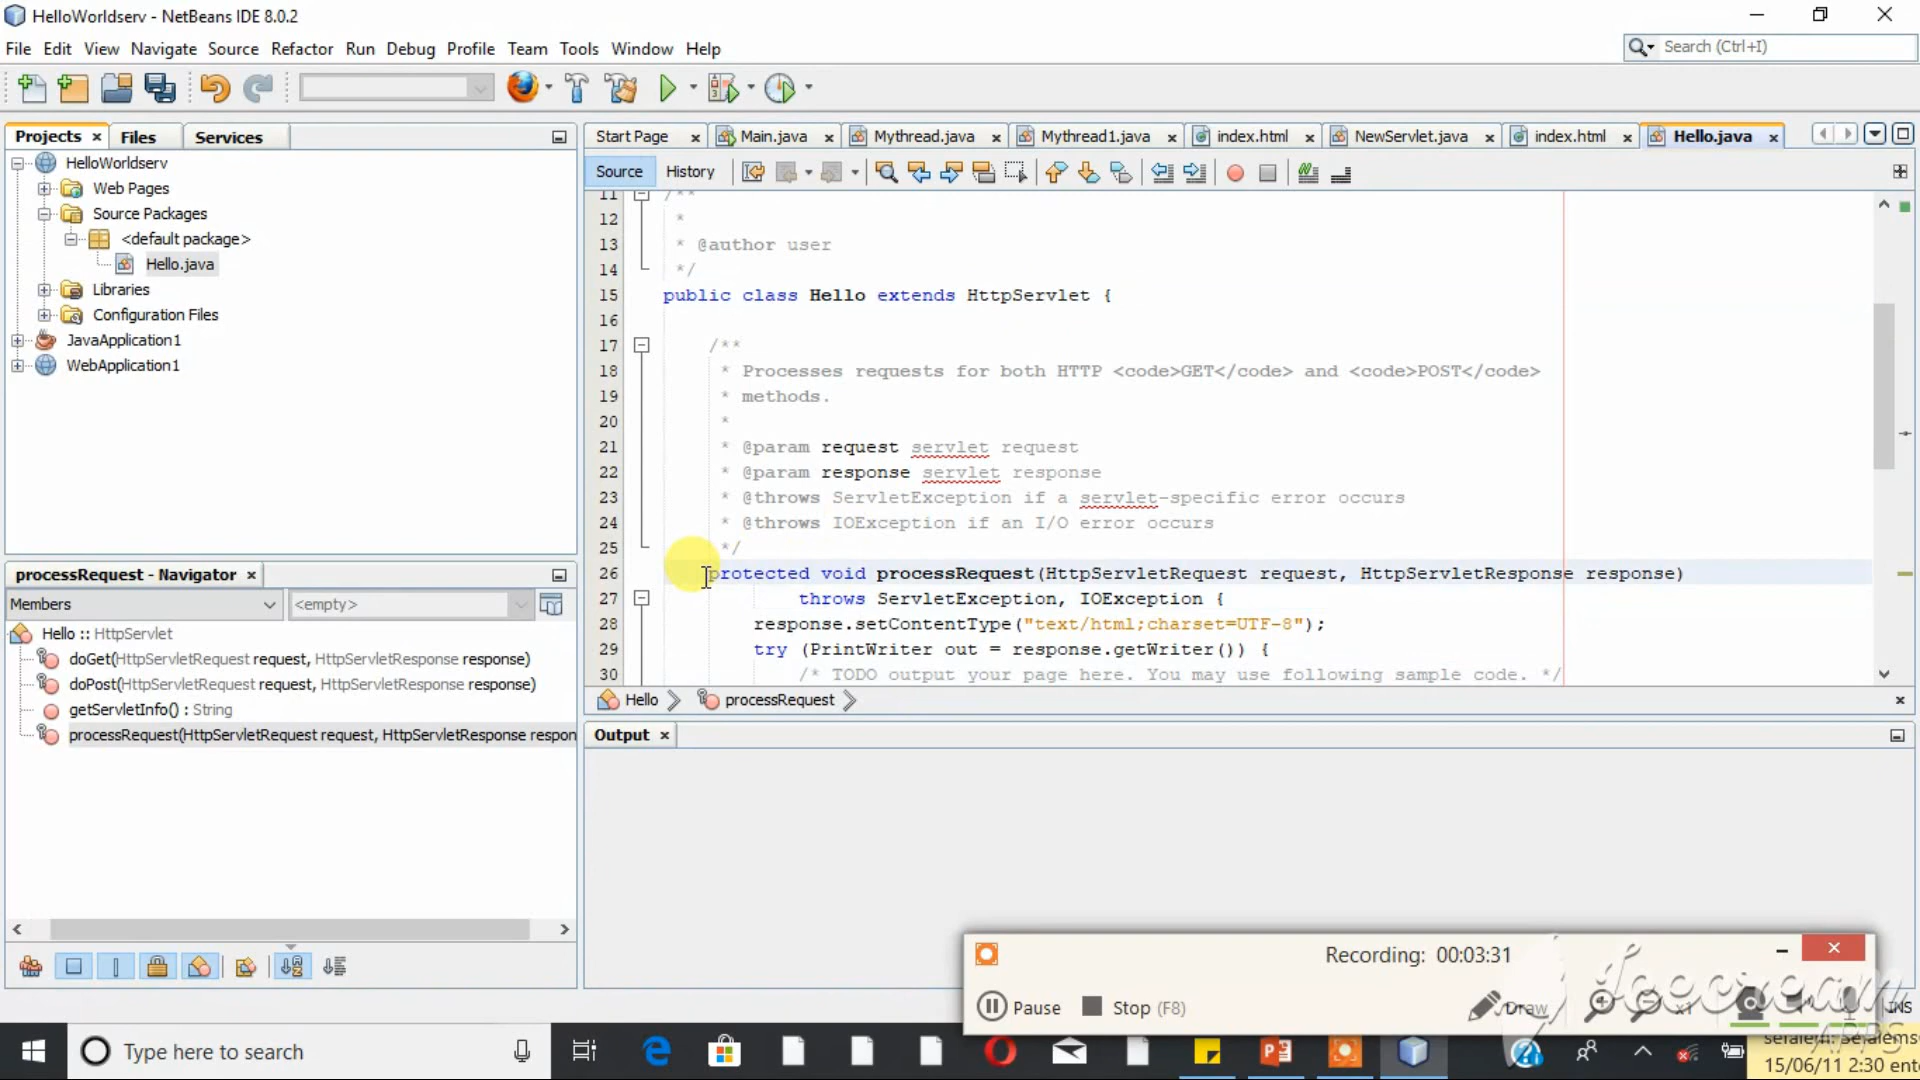 HelloWorldserv - NetBeans IDE 8.0.2
File Edit View Navigate Source Refactor Run Debug Profile Team Tools Window Help
Search (Ctrl+I)
Projects Files Services
Start Page Main.java Mythread.java Mythread1.java index.html NewServlet.java index.html Hello.java
HelloWorldserv
Web Pages
Source Packages
<default package>
Hello.java
Libraries
Configuration Files
JavaApplication1
WebApplication1
Source History
11 /**
12 *
13 * @author user
14 */
15 public class Hello extends HttpServlet {
16
17 /**
18 * Processes requests for both HTTP <code>GET</code> and <code>POST</code>
19 * methods.
20 *
21 * @param request servlet request
22 * @param response servlet response
23 * @throws ServletException if a servlet-specific error occurs
24 * @throws IOException if an I/O error occurs
25 */
26 protected void processRequest(HttpServletRequest request, HttpServletResponse response)
27 throws ServletException, IOException {
28 response.setContentType("text/html;charset=UTF-8");
29 try (PrintWriter out = response.getWriter()) {
30 /* TODO output your page here. You may use following sample code. */
Hello processRequest
processRequest - Navigator
Members <empty>
Hello :: HttpServlet
doGet(HttpServletRequest request, HttpServletResponse response)
doPost(HttpServletRequest request, HttpServletResponse response)
getServletInfo() : String
processRequest(HttpServletRequest request, HttpServletResponse respon
Output
Recording: 00:03:31
Pause Stop (F8) Draw x1 INS
Icecream
APPS
Type here to search
15/06/11 2:30 ento